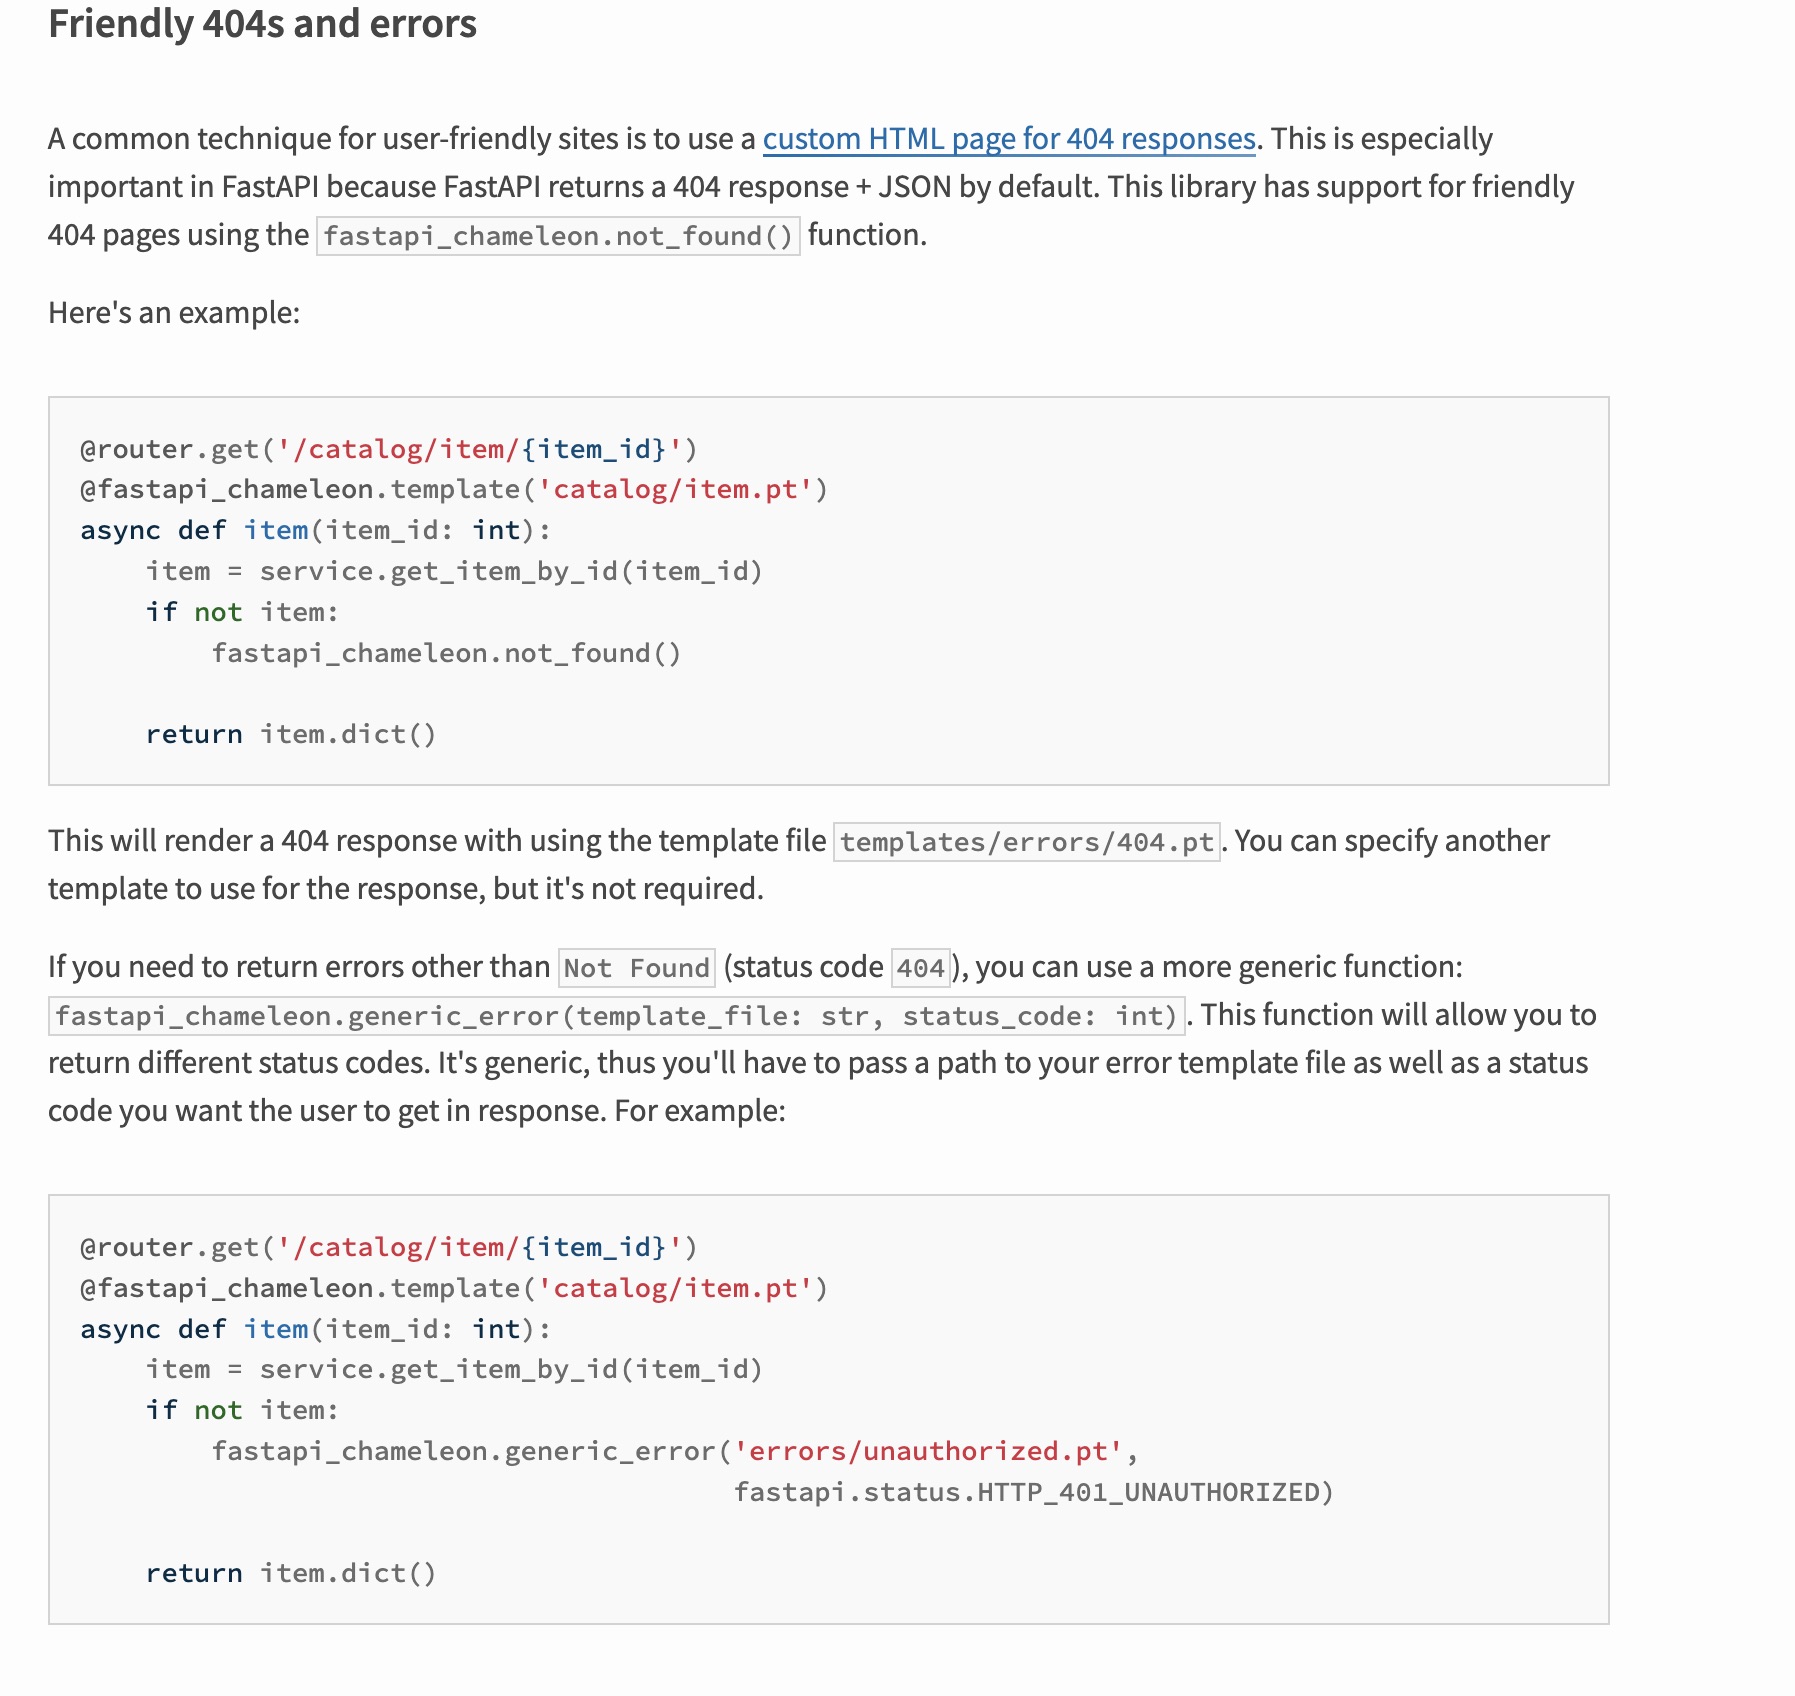 Friendly 404s and errors
A common technique for user-friendly sites is to use a custom HTML page for 404 responses. This is especially
important in FastAPI because FastAPI returns a 404 response + JSON by default. This library has support for friendly
404 pages using the fastapi_chameleon.not_found() function.
Here's an example:
@router.get('/catalog/item/{item_id}')
@fastapi_chameleon.template('catalog/item.pt')
async def item(item_id: int):
    item = service.get_item_by_id(item_id)
    if not item:
        fastapi_chameleon.not_found()
    return item.dict()
This will render a 404 response with using the template file templates/errors/404.pt. You can specify another
template to use for the response, but it's not required.
If you need to return errors other than Not Found (status code 404), you can use a more generic function:
fastapi_chameleon.generic_error(template_file: str, status_code: int). This function will allow you to
return different status codes. It's generic, thus you'll have to pass a path to your error template file as well as a status
code you want the user to get in response. For example:
@router.get('/catalog/item/{item_id}')
@fastapi_chameleon.template('catalog/item.pt')
async def item(item_id: int):
    item = service.get_item_by_id(item_id)
    if not item:
        fastapi_chameleon.generic_error('errors/unauthorized.pt',
                                        fastapi.status.HTTP_401_UNAUTHORIZED)
    return item.dict()